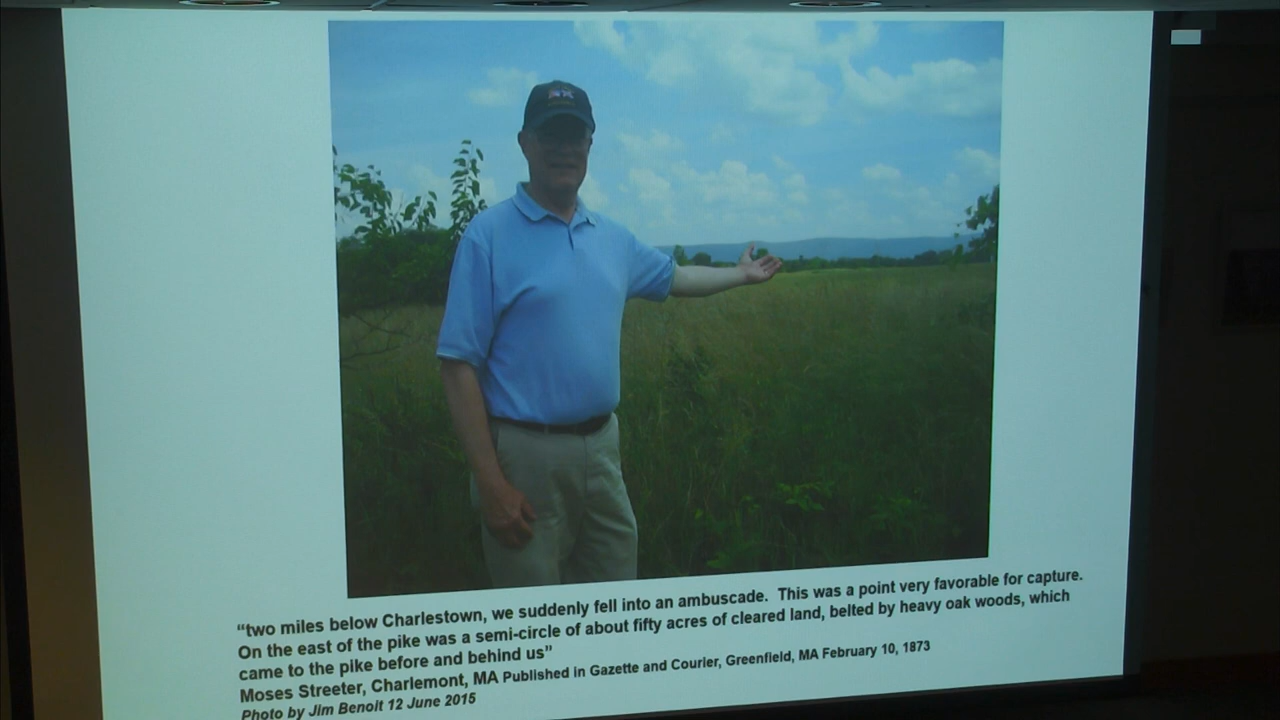 “two miles below Charlestown, we suddenly fell into an ambuscade. This was a point very favorable for capture.
On the east of the pike was a semi-circle of about fifty acres of cleared land, belted by heavy oak woods, which
came to the pike before and behind us”
Moses Streeter, Charlemont, MA Published in Gazette and Courier, Greenfield, MA February 10, 1873
Photo by Jim Benoit 12 June 2015